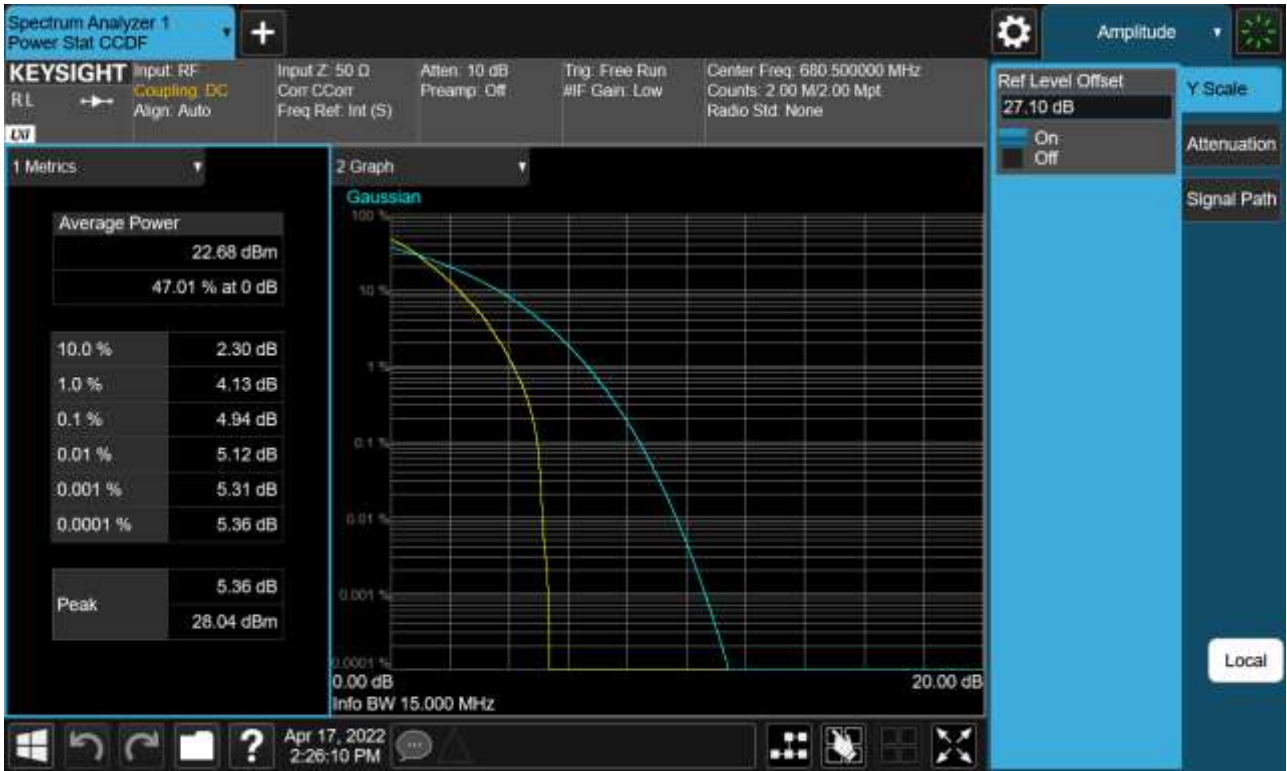 Spectrum Analyzer 1
Power Stat CCDF
+
Amplitude
KEYSIGHT
RL
LXI
Input: RF
Coupling: DC
Align: Auto
Input Z: 50 Ω
Corr CCorr
Freq Ref: Int (S)
Atten: 10 dB
Preamp: Off
Trig: Free Run
#IF Gain: Low
Center Freq: 680.500000 MHz
Counts: 2.00 M/2.00 Mpt
Radio Std: None
Ref Level Offset
27.10 dB
On
Off
Y Scale
Attenuation
Signal Path
1 Metrics
Average Power
22.68 dBm
47.01 % at 0 dB
10.0 % 2.30 dB
1.0 % 4.13 dB
0.1 % 4.94 dB
0.01 % 5.12 dB
0.001 % 5.31 dB
0.0001 % 5.36 dB
Peak
5.36 dB
28.04 dBm
2 Graph
Gaussian
100 %
10 %
1 %
0.1 %
0.01 %
0.001 %
0.0001 %
0.00 dB 20.00 dB
Info BW 15.000 MHz
Local
?
Apr 17, 2022
2:26:10 PM